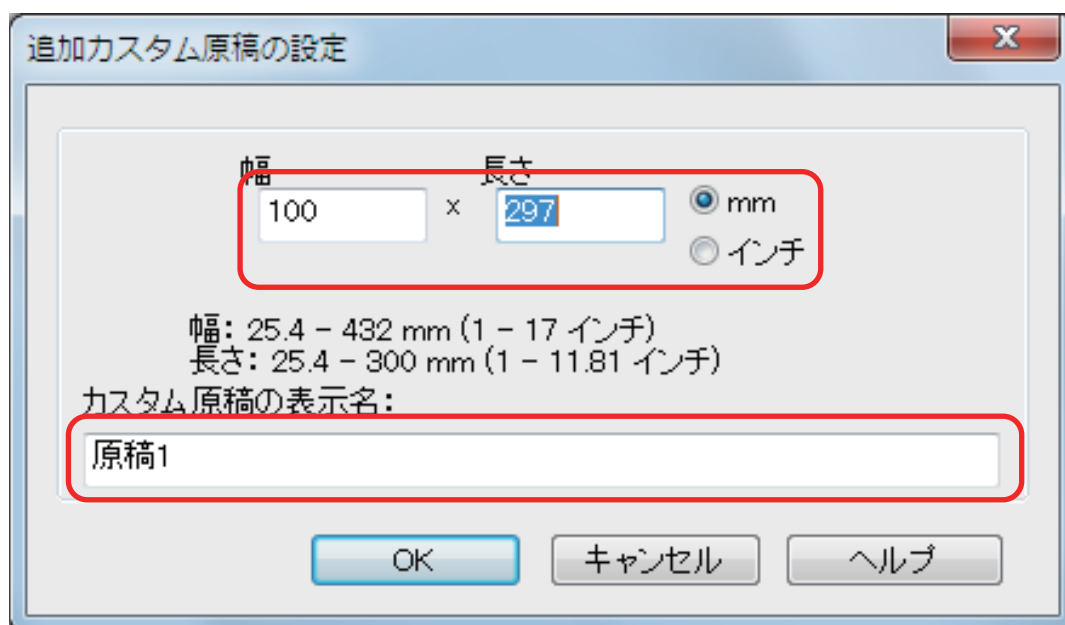 追加カスタム原稿の設定
幅 長さ
100 x 297 mm
インチ
幅: 25.4 - 432 mm (1 - 17 インチ)
長さ: 25.4 - 300 mm (1 - 11.81 インチ)
カスタム原稿の表示名:
原稿1
OK キャンセル ヘルプ